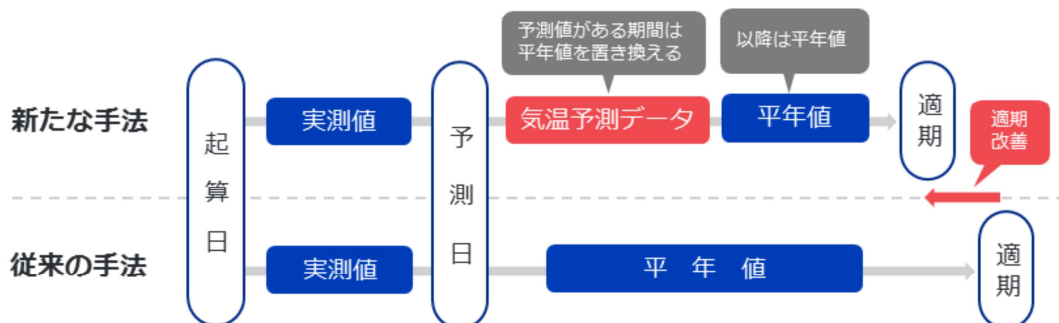 予測値がある期間は
平年値を置き換える
以降は平年値
新たな手法
起算日
実測値
予測日
気温予測データ
平年値
適期
適期
改善
従来の手法
実測値
平年値
適期